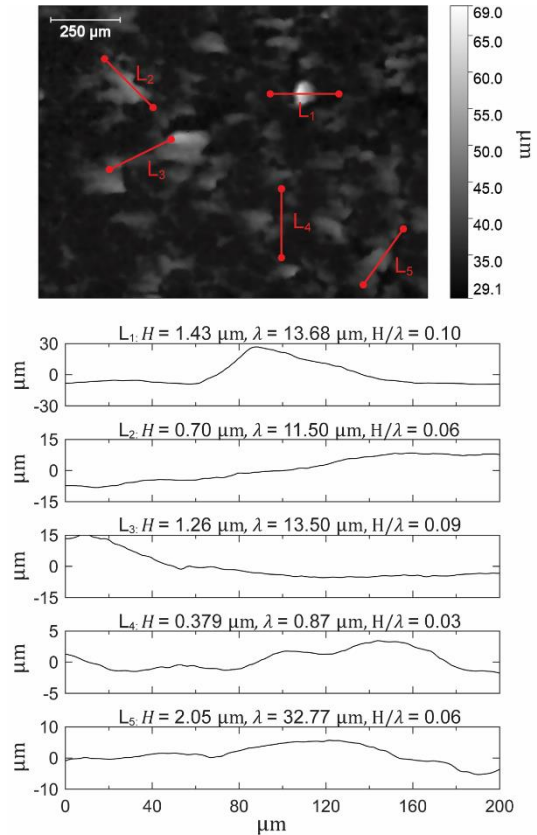 250 µm
L₂
L₁
L₃
L₄
L₅
69.0
65.0
60.0
55.0
50.0
45.0
40.0
35.0
29.1
µm
L₁: H = 1.43 µm, λ = 13.68 µm, H/λ = 0.10
30
0
-30
µm
L₂: H = 0.70 µm, λ = 11.50 µm, H/λ = 0.06
15
0
-15
µm
L₃: H = 1.26 µm, λ = 13.50 µm, H/λ = 0.09
15
0
-15
µm
L₄: H = 0.379 µm, λ = 0.87 µm, H/λ = 0.03
5
0
-5
µm
L₅: H = 2.05 µm, λ = 32.77 µm, H/λ = 0.06
10
0
-10
µm
0 40 80 120 160 200
µm